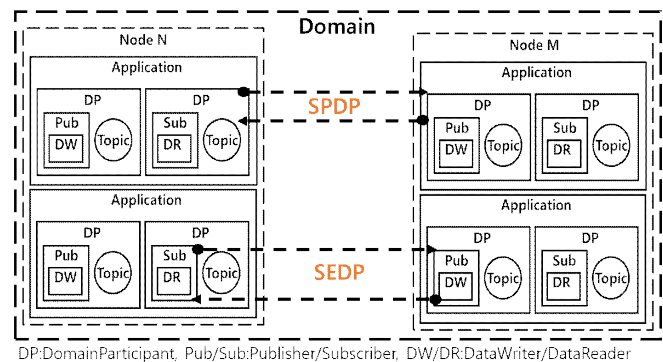 Domain
Node N
Node M
Application
DP
DP
Pub
DW
Topic
Sub
DR
Topic
SPDP
Application
DP
DP
Pub
DW
Topic
Sub
DR
Topic
Application
DP
DP
Pub
DW
Topic
Sub
DR
Topic
SEDP
Application
DP
DP
Pub
DW
Topic
Sub
DR
Topic
DP:DomainParticipant, Pub/Sub:Publisher/Subscriber, DW/DR:DataWriter/DataReader